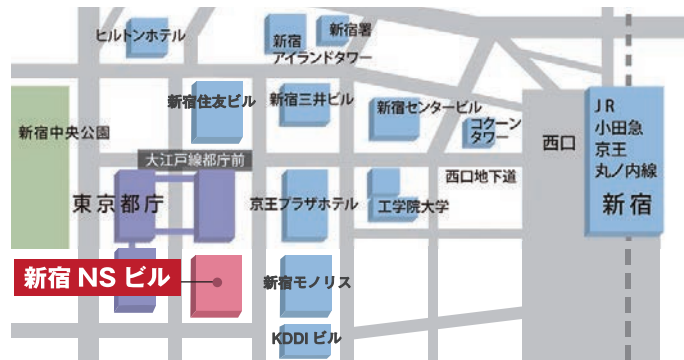 ヒルトンホテル
新宿
アイランドタワー
新宿署
新宿住友ビル
新宿三井ビル
新宿センタービル
コクーン
タワー
西口
JR
小田急
京王
丸ノ内線
新宿
新宿中央公園
大江戸線都庁前
西口地下道
東京都庁
京王プラザホテル
工学院大学
新宿 NS ビル
新宿モノリス
KDDI ビル